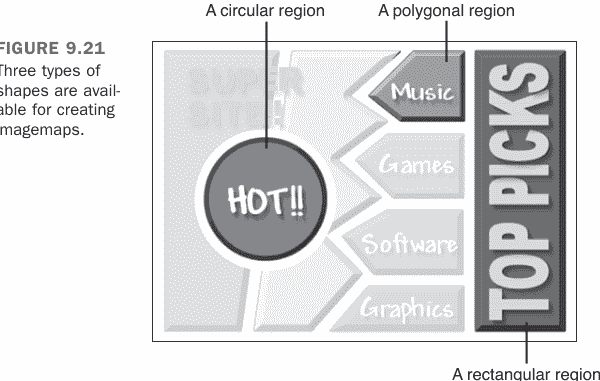 A circular region
A polygonal region
FIGURE 9.21
Three types of
shapes are avail-
able for creating
imagemaps.
SUPER
SITE!
Music
Games
HOT!!
Software
Graphics
TOP PICKS
A rectangular region